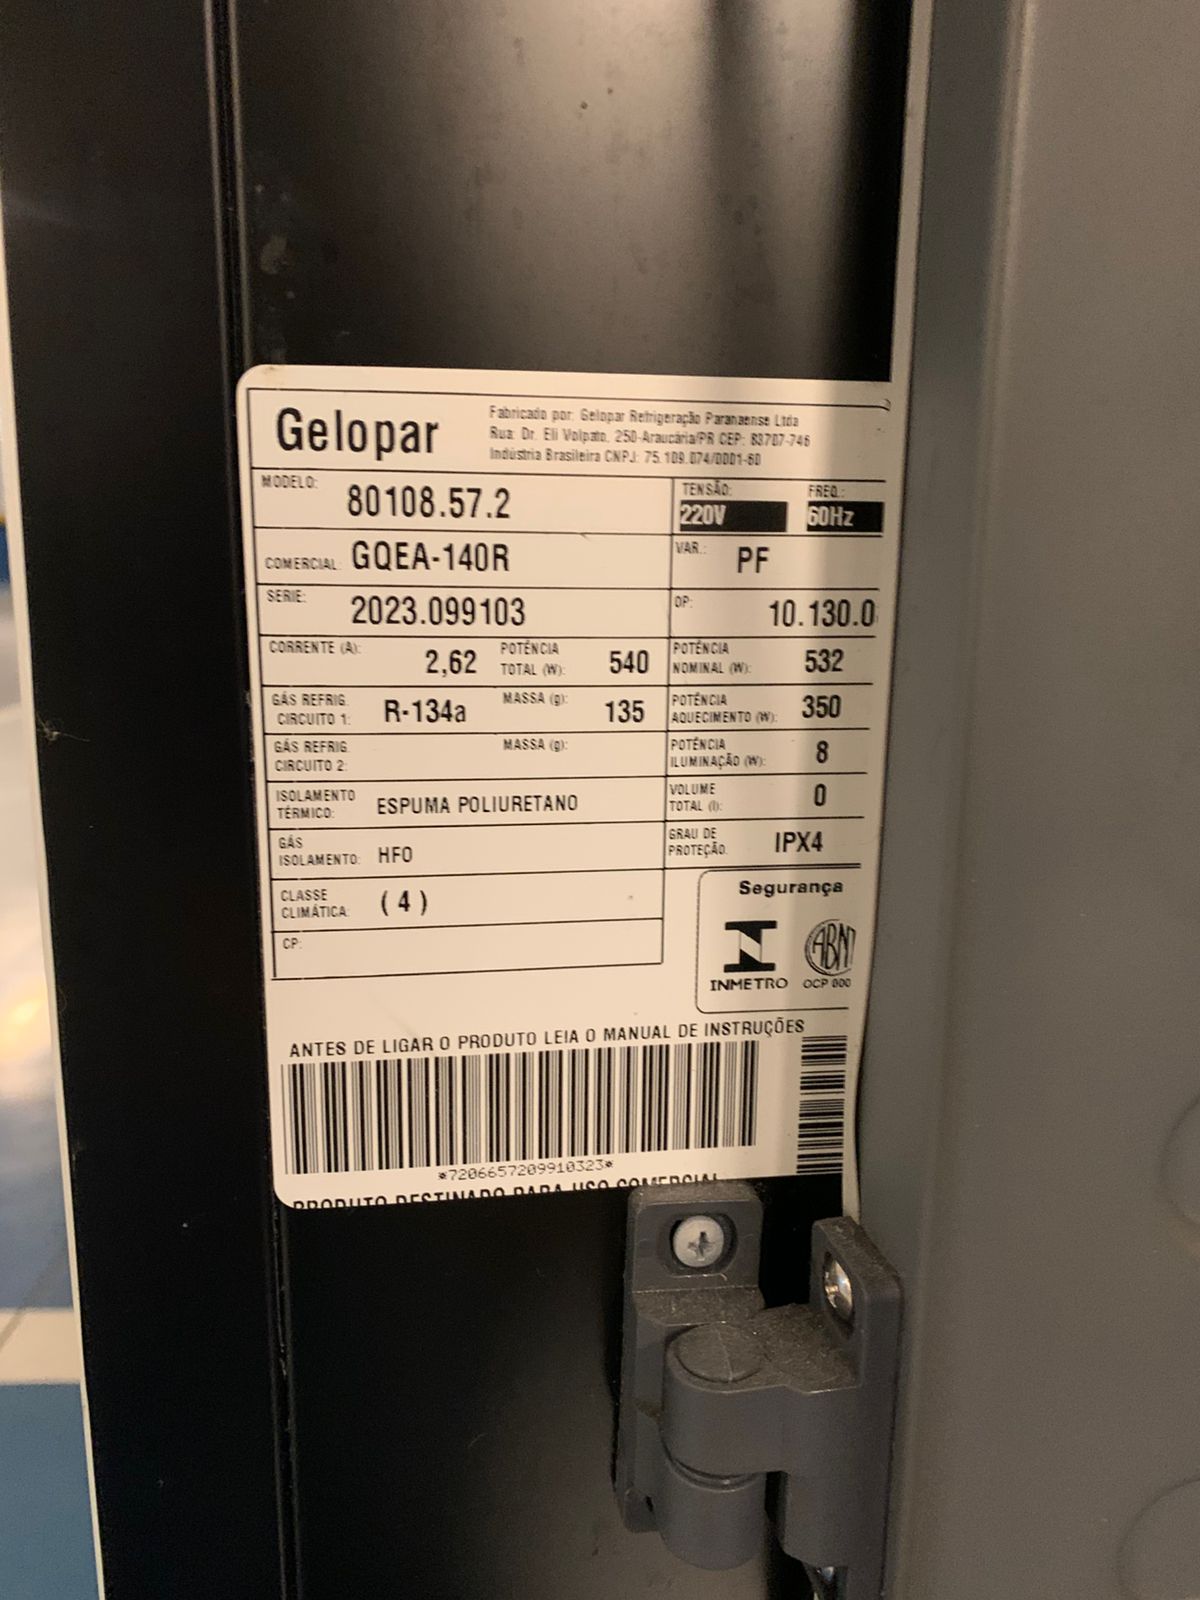 Gelopar
Fabricado por: Gelopar Refrigeração Paranaense Ltda
Rua: Dr. Eli Volpato, 250-Araucária/PR CEP: 83707-746
Indústria Brasileira CNPJ: 75.109.074/0001-60
MODELO: 80108.57.2
TENSÃO: 220V
FREQ.: 60Hz
COMERCIAL: GQEA-140R
VAR.: PF
SERIE: 2023.099103
OP: 10.130.0
CORRENTE (A): 2,62
POTÊNCIA TOTAL (W): 540
POTÊNCIA NOMINAL (W): 532
GÁS REFRIG. CIRCUITO 1: R-134a
MASSA (g): 135
POTÊNCIA AQUECIMENTO (W): 350
GÁS REFRIG. CIRCUITO 2:
MASSA (g):
POTÊNCIA ILUMINAÇÃO (W): 8
ISOLAMENTO TÉRMICO: ESPUMA POLIURETANO
VOLUME TOTAL (l): 0
GÁS ISOLAMENTO: HFO
GRAU DE PROTEÇÃO: IPX4
CLASSE CLIMÁTICA: (4)
CP:
Segurança
INMETRO
ABNT
OCP 000
ANTES DE LIGAR O PRODUTO LEIA O MANUAL DE INSTRUÇÕES
*7206657209910323*
PRODUTO DESTINADO PARA USO COMERCIAL